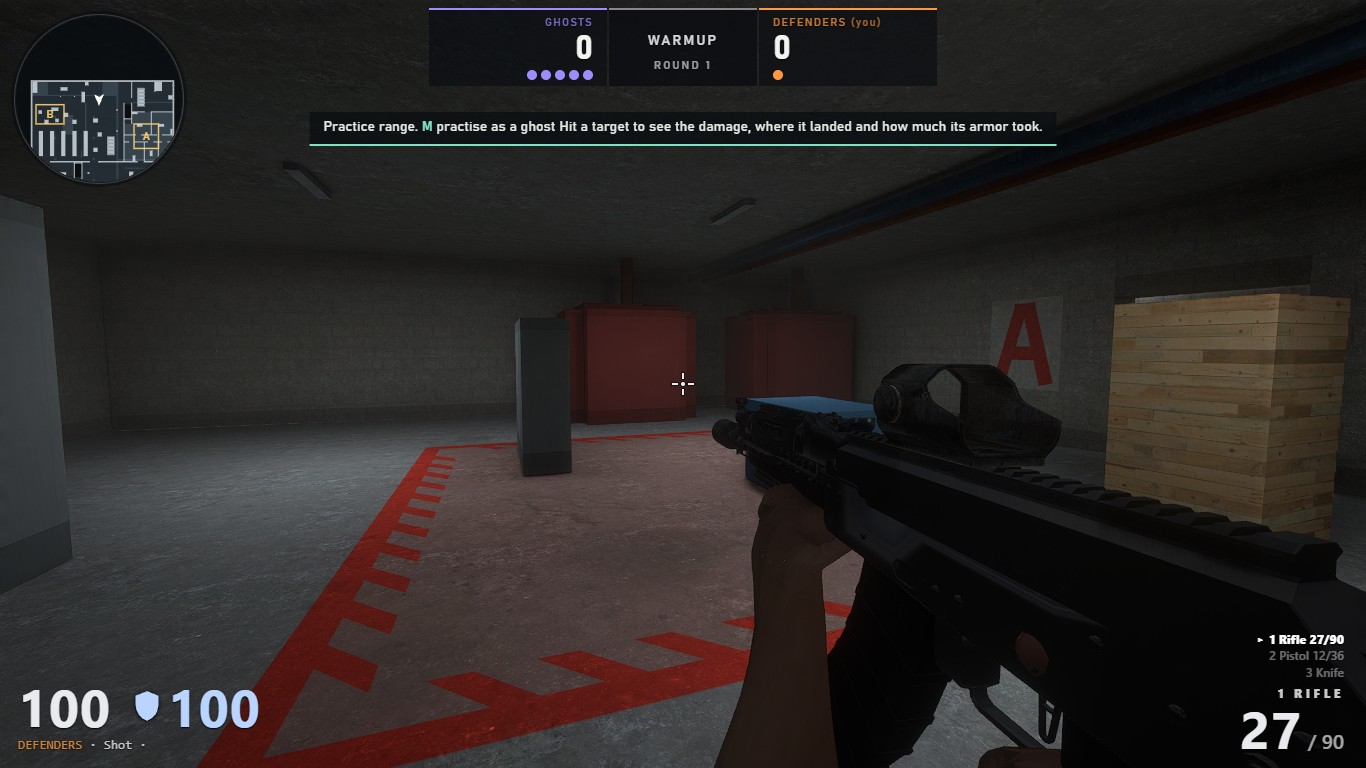 GHOSTS
0
WARMUP
ROUND 1
DEFENDERS (you)
0
B
A
Practice range. M practise as a ghost Hit a target to see the damage, where it landed and how much its armor took.
A
1 Rifle 27/90
2 Pistol 12/36
3 Knife
1 RIFLE
27 / 90
100 100
DEFENDERS · Shot ·